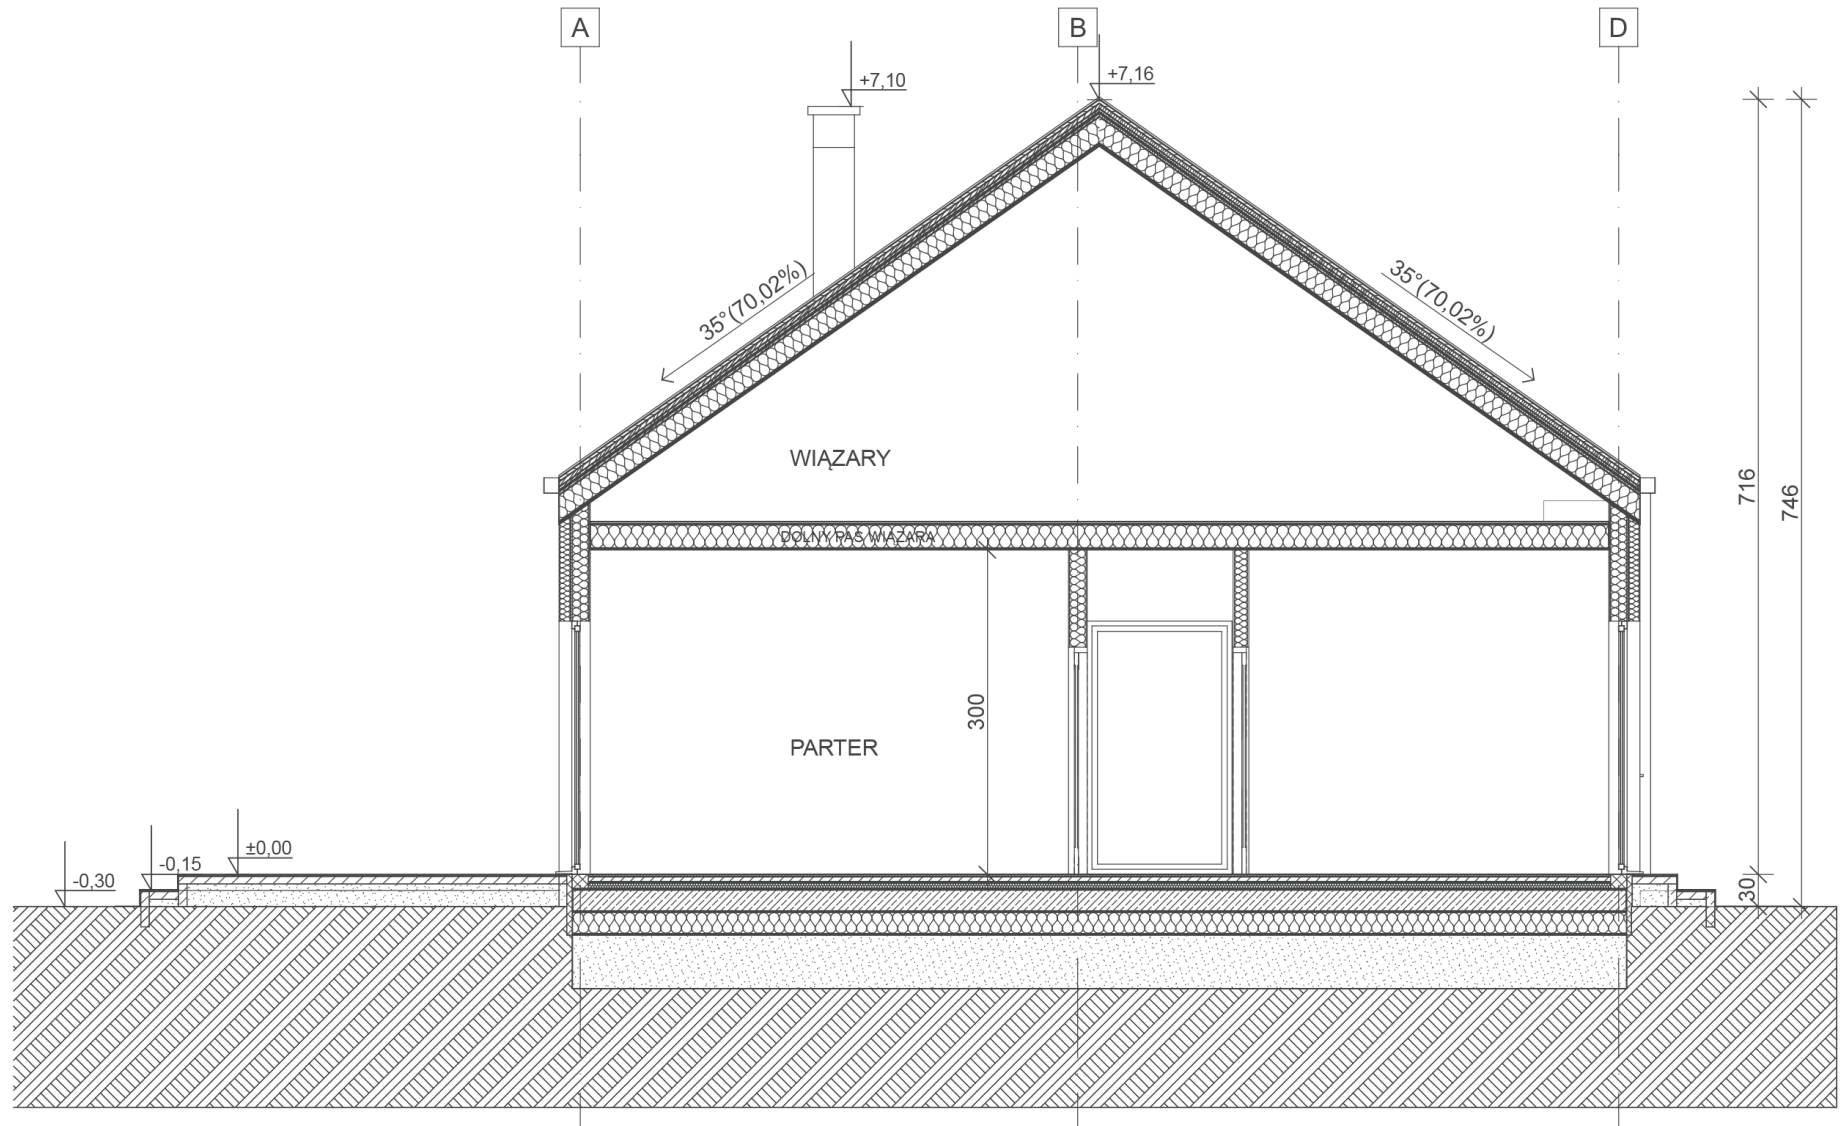 A
B
D
+7,10
+7,16
35°(70,02%)
35°(70,02%)
WIĄZARY
716
746
DOLNY PAS WIĄZARA
300
PARTER
±0,00
-0,15
-0,30
30